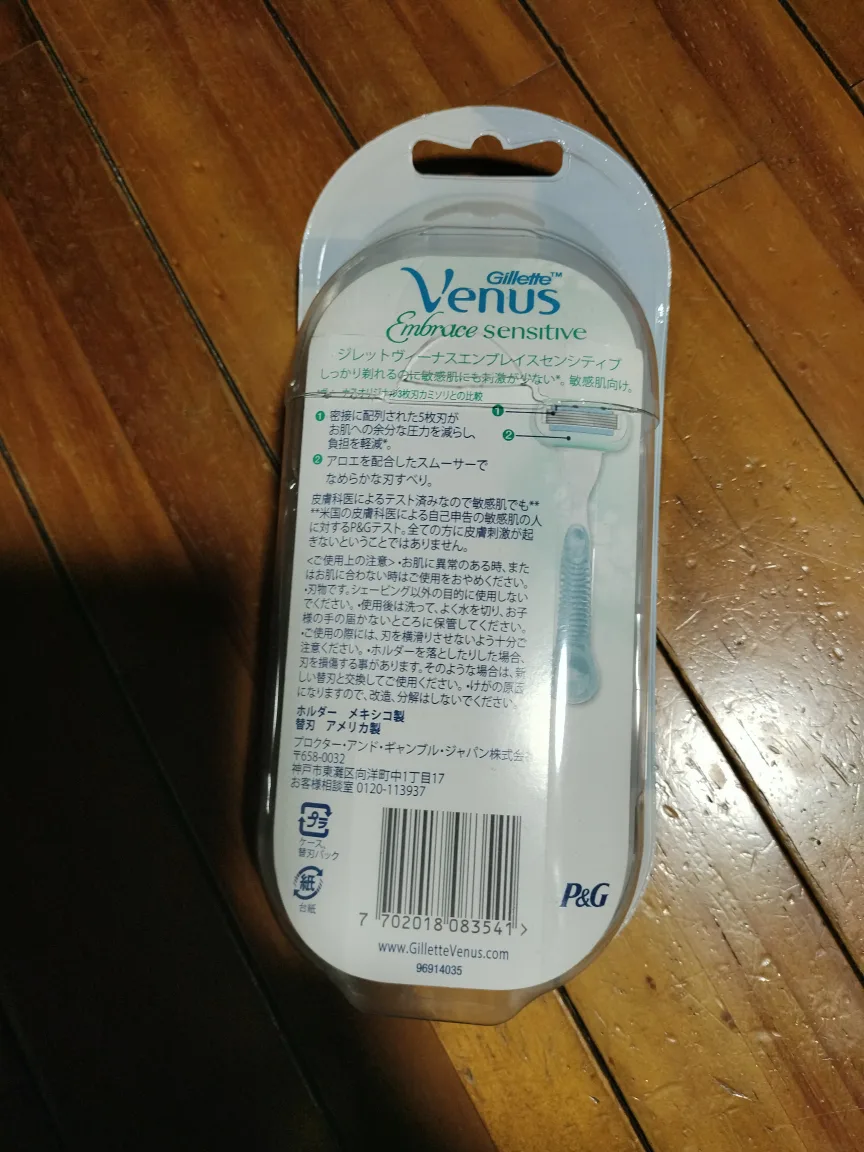 Gillette™
Venus
Embrace sensitive
ジレットヴィーナスエンブレイスセンシティブ
しっかり剃れるのに敏感肌にも刺激が少ない*。敏感肌向け。
3枚刃カミソリとの比較
❶ 密接に配列された5枚刃が
お肌への余分な圧力を減らし、
負担を軽減*。
❷ アロエを配合したスムーサーで
なめらかな刃すべり。
❶
❷
皮膚科医によるテスト済みなので敏感肌でも**
**米国の皮膚科医による自己申告の敏感肌の人
に対するP&Gテスト。全ての方に皮膚刺激が起
きないということではありません。
<ご使用上の注意>・お肌に異常のある時、また
はお肌に合わない時はご使用をおやめください。
・刃物です。シェービング以外の目的に使用しない
でください。・使用後は洗って、よく水を切り、お子
様の手の届かないところに保管してください。
・ご使用の際には、刃を横滑りさせないよう十分ご
注意ください。・ホルダーを落としたりした場合、
刃を損傷する事があります。そのような場合は、新
しい替刃と交換してご使用ください。・けがの原因
になりますので、改造、分解はしないでください。
ホルダー メキシコ製
替刃 アメリカ製
プロクター・アンド・ギャンブル・ジャパン株式会
〒658-0032
神戸市東灘区向洋町中1丁目17
お客様相談室 0120-113937
プラ
ケース、
替刃パック
紙
台紙
7 702018 083541 >
P&G
www.GilletteVenus.com
96914035